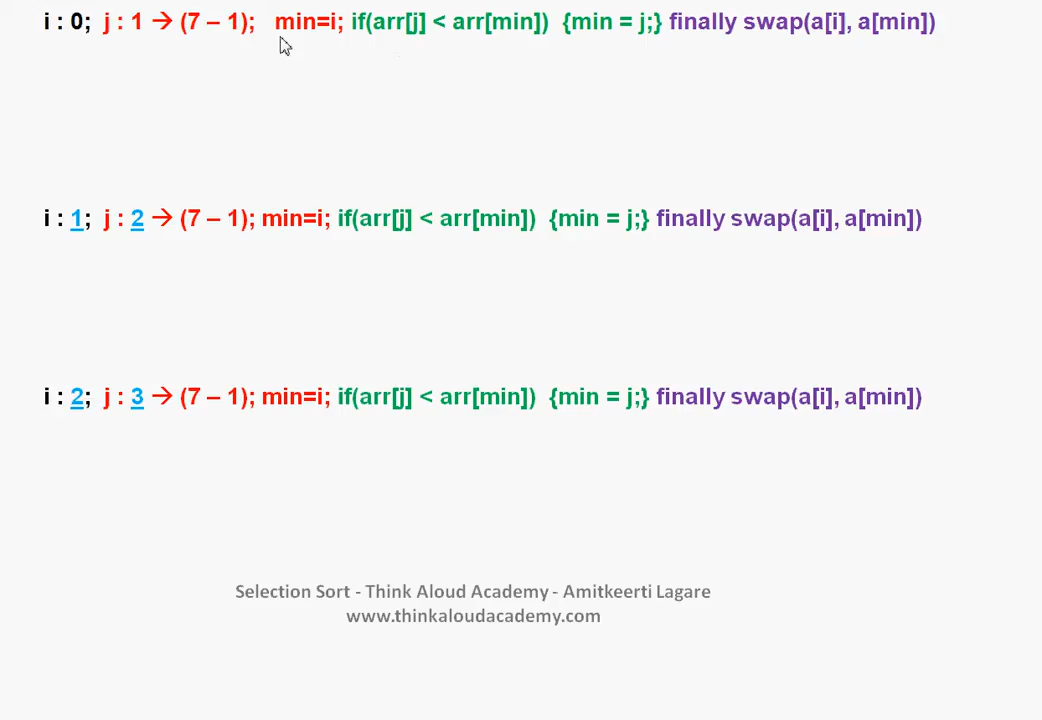 i : 0; j : 1 → (7 – 1); min=i; if(arr[j] < arr[min]) {min = j;} finally swap(a[i], a[min])
i : 1; j : 2 → (7 – 1); min=i; if(arr[j] < arr[min]) {min = j;} finally swap(a[i], a[min])
i : 2; j : 3 → (7 – 1); min=i; if(arr[j] < arr[min]) {min = j;} finally swap(a[i], a[min])
Selection Sort - Think Aloud Academy - Amitkeerti Lagare
www.thinkaloudacademy.com